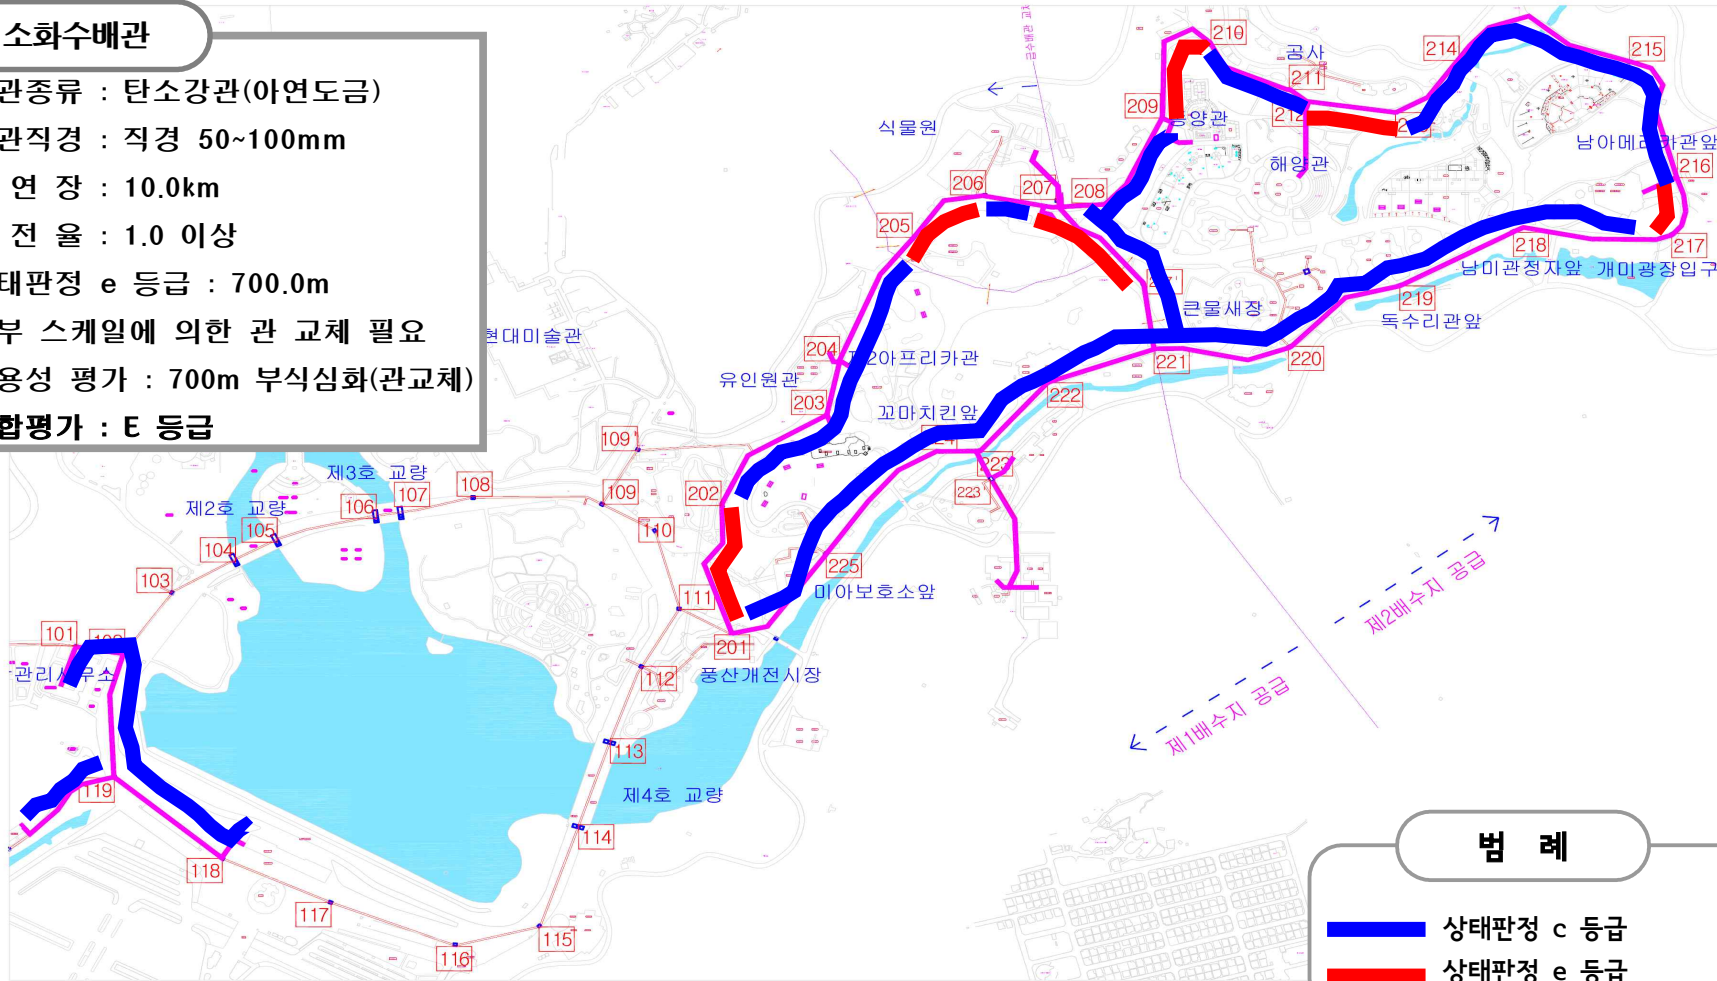 소화수배관
관종류 : 탄소강관(아연도금)
관직경 : 직경 50~100mm
연 장 : 10.0km
전 율 : 1.0 이상
태판정 e 등급 : 700.0m
부 스케일에 의한 관 교체 필요
용성 평가 : 700m 부식심화(관교체)
합평가 : E 등급
210
공사
214
215
211
209
212
동양관
식물원
남아메리카관앞
해양관
216
206
207
208
205
217
218
남미관정자앞
개미광장입구
219
큰물새장
독수리관앞
현대미술관
204
제2아프리카관
221
220
유인원관
222
203
꼬마치킨앞
224
109
제3호 교량
223
223
202
108
109
제2호 교량
107
106
110
105
104
225
103
미아보호소앞
제2배수지 공급
111
101
102
201
관리사무소
112
풍산개전시장
제1배수지 공급
113
119
제4호 교량
114
118
범 례
117
115
116
상태판정 c 등급
상태판정 e 등급